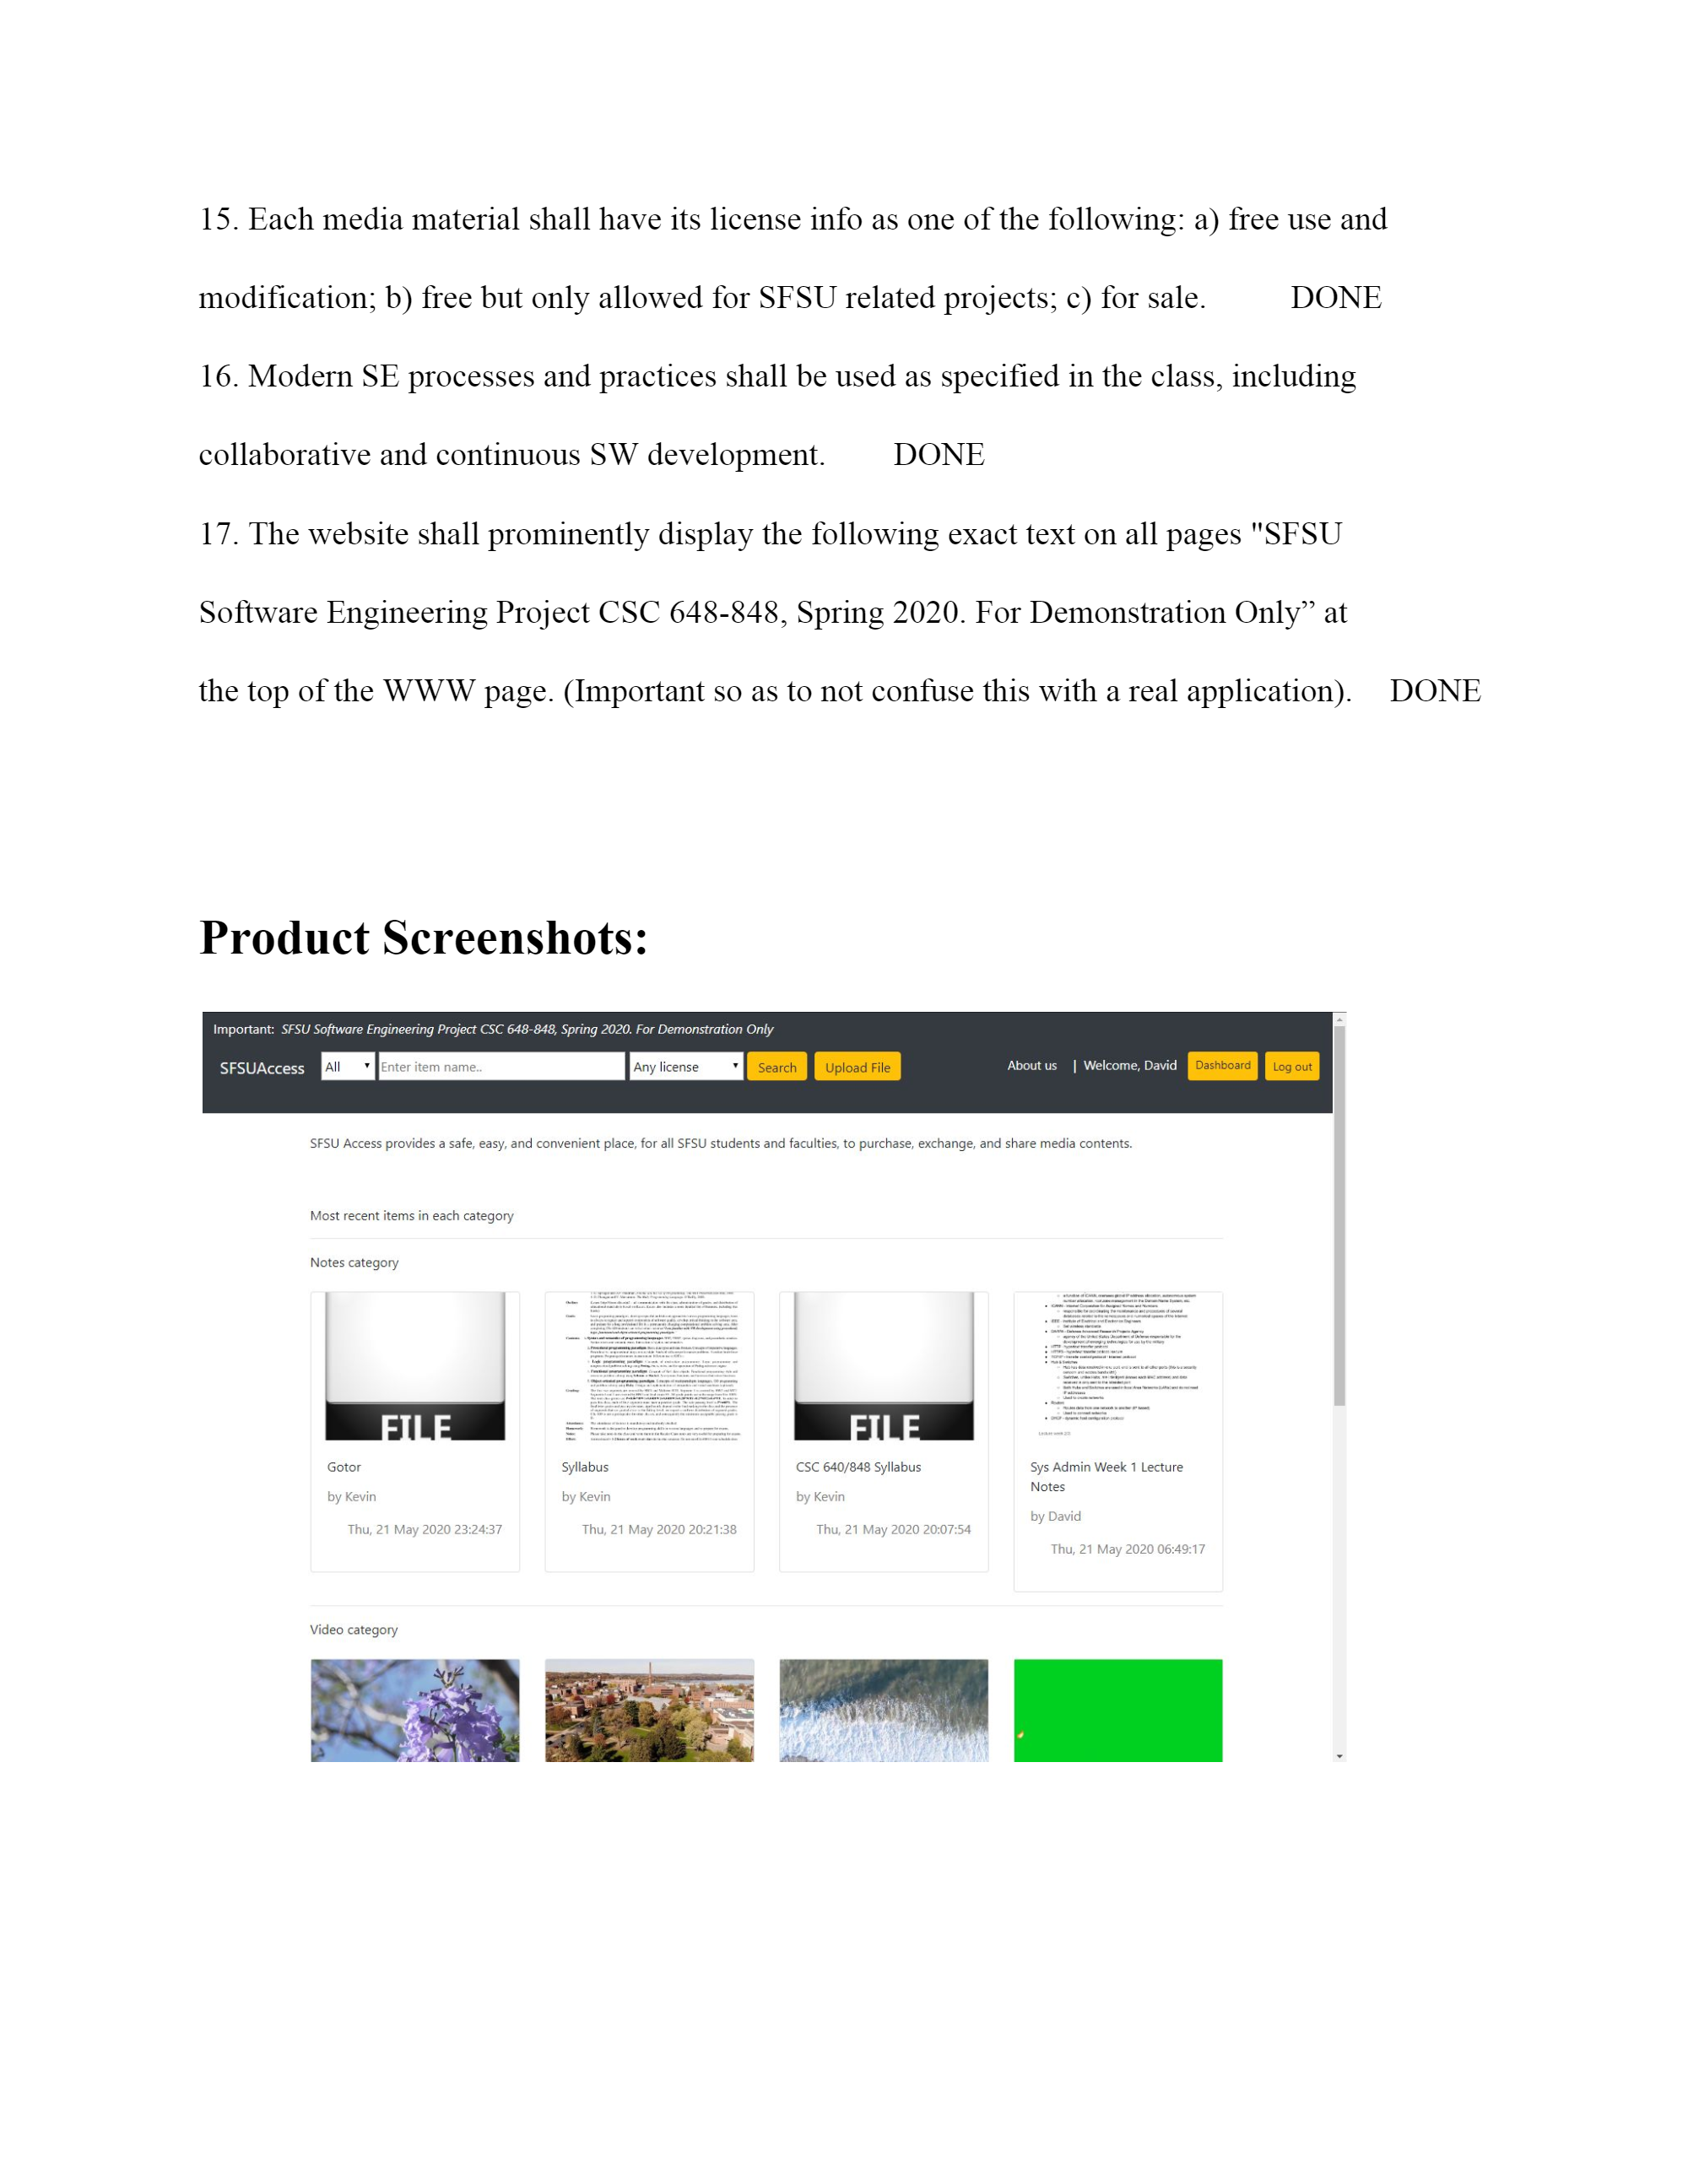 15. Each media material shall have its license info as one of the following: a) free use and
modification; b) free but only allowed for SFSU related projects; c) for sale. DONE
16. Modern SE processes and practices shall be used as specified in the class, including
collaborative and continuous SW development. DONE
17. The website shall prominently display the following exact text on all pages "SFSU
Software Engineering Project CSC 648-848, Spring 2020. For Demonstration Only” at
the top of the WWW page. (Important so as to not confuse this with a real application). DONE
Product Screenshots:
Important: SFSU Software Engineering Project CSC 648-848, Spring 2020. For Demonstration Only
SFSUAccess All Enter item name.. Any license Search Upload File About us | Welcome, David Dashboard Log out
SFSU Access provides a safe, easy, and convenient place, for all SFSU students and faculties, to purchase, exchange, and share media contents.
Most recent items in each category
Notes category
FILE
Gotor
by Kevin
Thu, 21 May 2020 23:24:37
Syllabus
by Kevin
Thu, 21 May 2020 20:21:38
FILE
CSC 640/848 Syllabus
by Kevin
Thu, 21 May 2020 20:07:54
Sys Admin Week 1 Lecture
Notes
by David
Thu, 21 May 2020 06:49:17
Video category